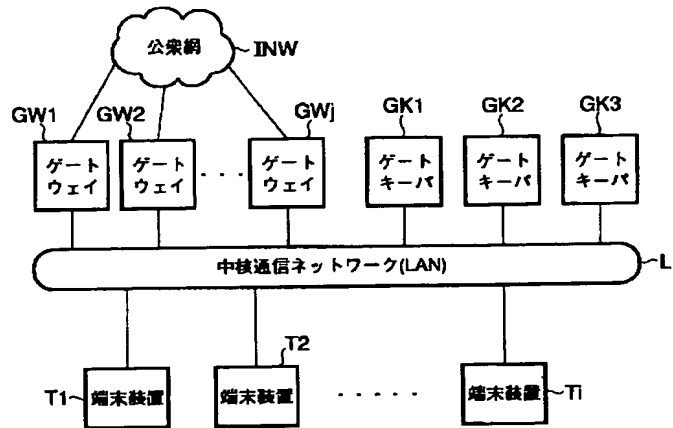 公衆網
INW
GW1
GW2
GWj
GK1
GK2
GK3
ゲート
ウェイ
ゲート
ウェイ
・・・・
ゲート
ウェイ
ゲート
キーパ
ゲート
キーパ
ゲート
キーパ
中核通信ネットワーク(LAN)
L
T1
端末装置
T2
端末装置
・・・・・
端末装置
Ti